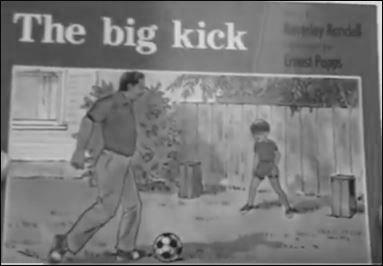 The big kick
Beverley Randell
Ernest Papps